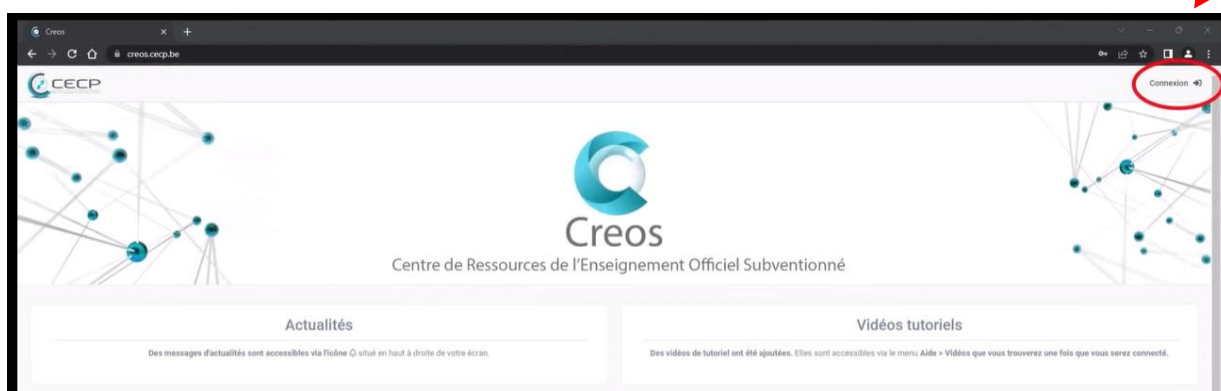 Creos
creos.cecp.be
CECP
Connexion
Creos
Centre de Ressources de l'Enseignement Officiel Subventionné
Actualités
Des messages d'actualités sont accessibles via l'icône situé en haut à droite de votre écran.
Vidéos tutoriels
Des vidéos de tutoriel ont été ajoutées. Elles sont accessibles via le menu Aide > Vidéos que vous trouverez une fois que vous serez connecté.